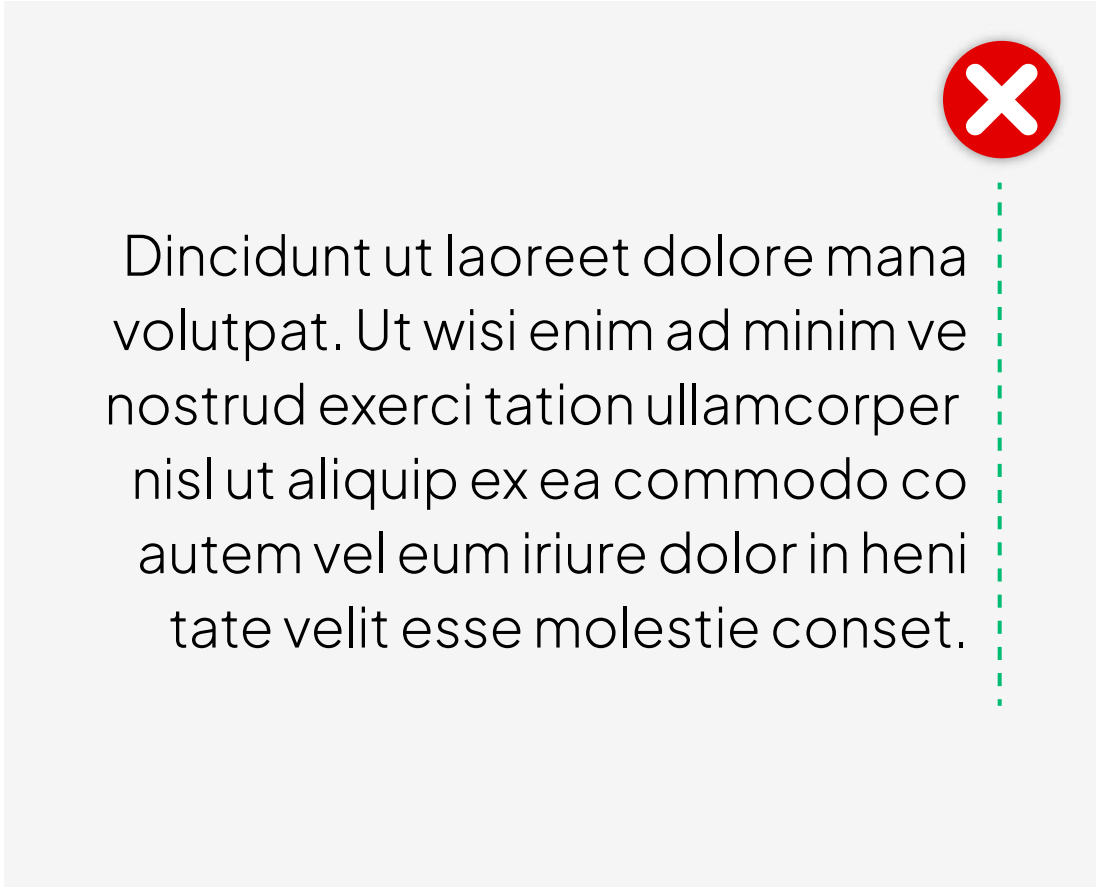 Dincidunt ut laoreet dolore mana
volutpat. Ut wisi enim ad minim ve
nostrud exerci tation ullamcorper
nisl ut aliquip ex ea commodo co
autem vel eum iriure dolor in heni
tate velit esse molestie conset.